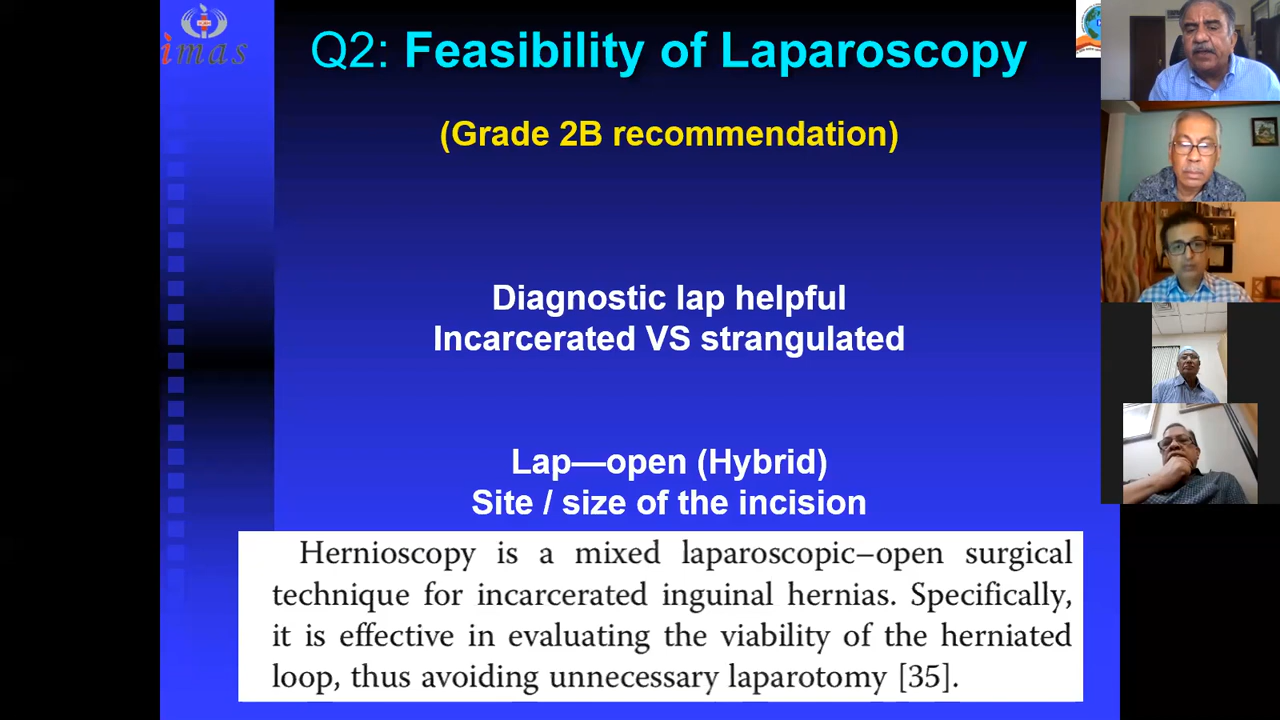 imas
Q2: Feasibility of Laparoscopy
(Grade 2B recommendation)
Diagnostic lap helpful
Incarcerated VS strangulated
Lap—open (Hybrid)
Site / size of the incision
Hernioscopy is a mixed laparoscopic–open surgical
technique for incarcerated inguinal hernias. Specifically,
it is effective in evaluating the viability of the herniated
loop, thus avoiding unnecessary laparotomy [35].